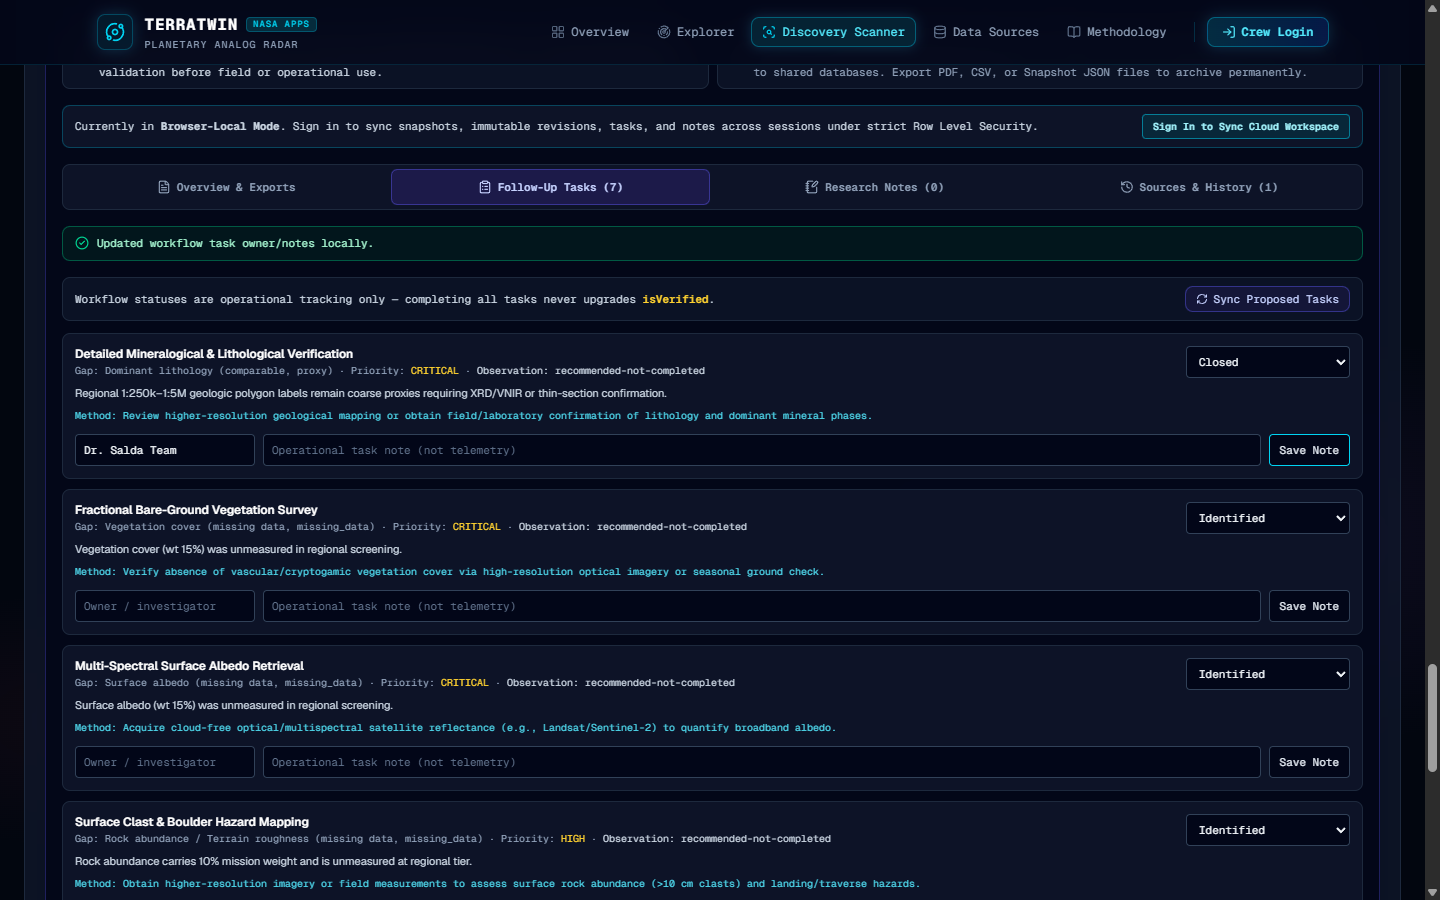 TERRATWIN NASA APPS
PLANETARY ANALOG RADAR
Overview
Explorer
Discovery Scanner
Data Sources
Methodology
Crew Login
validation before field or operational use.
to shared databases. Export PDF, CSV, or Snapshot JSON files to archive permanently.
Currently in Browser-Local Mode. Sign in to sync snapshots, immutable revisions, tasks, and notes across sessions under strict Row Level Security.
Sign In to Sync Cloud Workspace
Overview & Exports
Follow-Up Tasks (7)
Research Notes (0)
Sources & History (1)
Updated workflow task owner/notes locally.
Workflow statuses are operational tracking only — completing all tasks never upgrades isVerified.
Sync Proposed Tasks
Detailed Mineralogical & Lithological Verification
Gap: Dominant lithology (comparable, proxy) · Priority: CRITICAL · Observation: recommended-not-completed
Closed
Regional 1:250k–1:5M geologic polygon labels remain coarse proxies requiring XRD/VNIR or thin-section confirmation.
Method: Review higher-resolution geological mapping or obtain field/laboratory confirmation of lithology and dominant mineral phases.
Dr. Salda Team
Operational task note (not telemetry)
Save Note
Fractional Bare-Ground Vegetation Survey
Gap: Vegetation cover (missing data, missing_data) · Priority: CRITICAL · Observation: recommended-not-completed
Identified
Vegetation cover (wt 15%) was unmeasured in regional screening.
Method: Verify absence of vascular/cryptogamic vegetation cover via high-resolution optical imagery or seasonal ground check.
Owner / investigator
Operational task note (not telemetry)
Save Note
Multi-Spectral Surface Albedo Retrieval
Gap: Surface albedo (missing data, missing_data) · Priority: CRITICAL · Observation: recommended-not-completed
Identified
Surface albedo (wt 15%) was unmeasured in regional screening.
Method: Acquire cloud-free optical/multispectral satellite reflectance (e.g., Landsat/Sentinel-2) to quantify broadband albedo.
Owner / investigator
Operational task note (not telemetry)
Save Note
Surface Clast & Boulder Hazard Mapping
Gap: Rock abundance / Terrain roughness (missing data, missing_data) · Priority: HIGH · Observation: recommended-not-completed
Identified
Rock abundance carries 10% mission weight and is unmeasured at regional tier.
Method: Obtain higher-resolution imagery or field measurements to assess surface rock abundance (>10 cm clasts) and landing/traverse hazards.